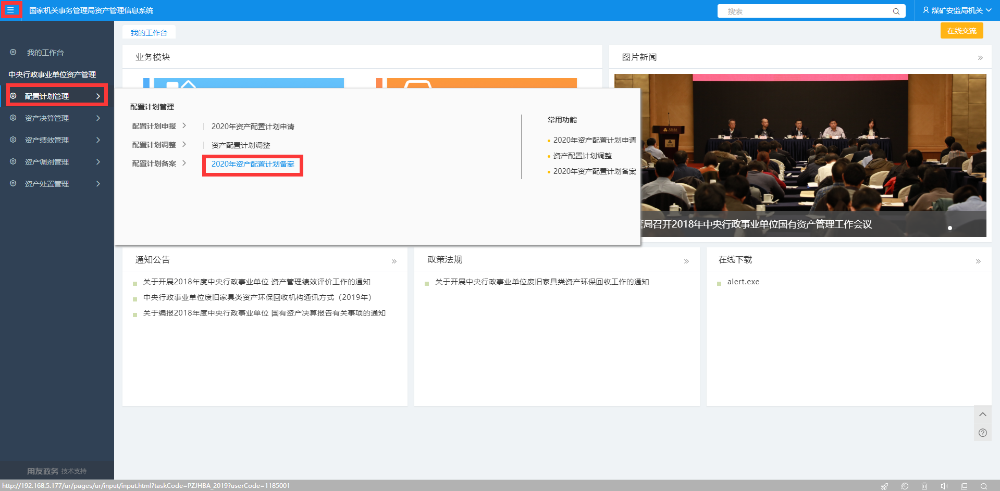 国家机关事务管理局资产管理信息系统
搜索
煤矿安监局机关
我的工作台
在线交流
我的工作台
中央行政事业单位资产管理
配置计划管理
资产决算管理
资产绩效管理
资产调剂管理
资产处置管理
用友政务 技术支持
业务模块
图片新闻
配置计划管理
配置计划申报
2020年资产配置计划申请
配置计划调整
资产配置计划调整
配置计划备案
2020年资产配置计划备案
常用功能
2020年资产配置计划申请
资产配置计划调整
2020年资产配置计划备案
管局召开2018年中央行政事业单位国有资产管理工作会议
通知公告
关于开展2018年度中央行政事业单位 资产管理绩效评价工作的通知
中央行政事业单位废旧家具类资产环保回收机构通讯方式（2019年）
关于编报2018年度中央行政事业单位 国有资产决算报告有关事项的通知
政策法规
关于开展中央行政事业单位废旧家具类资产环保回收工作的通知
在线下载
alert.exe
http://192.168.5.177/ur/pages/ur/input/input.html?taskCode=PZJHBA_2019?userCode=1185001